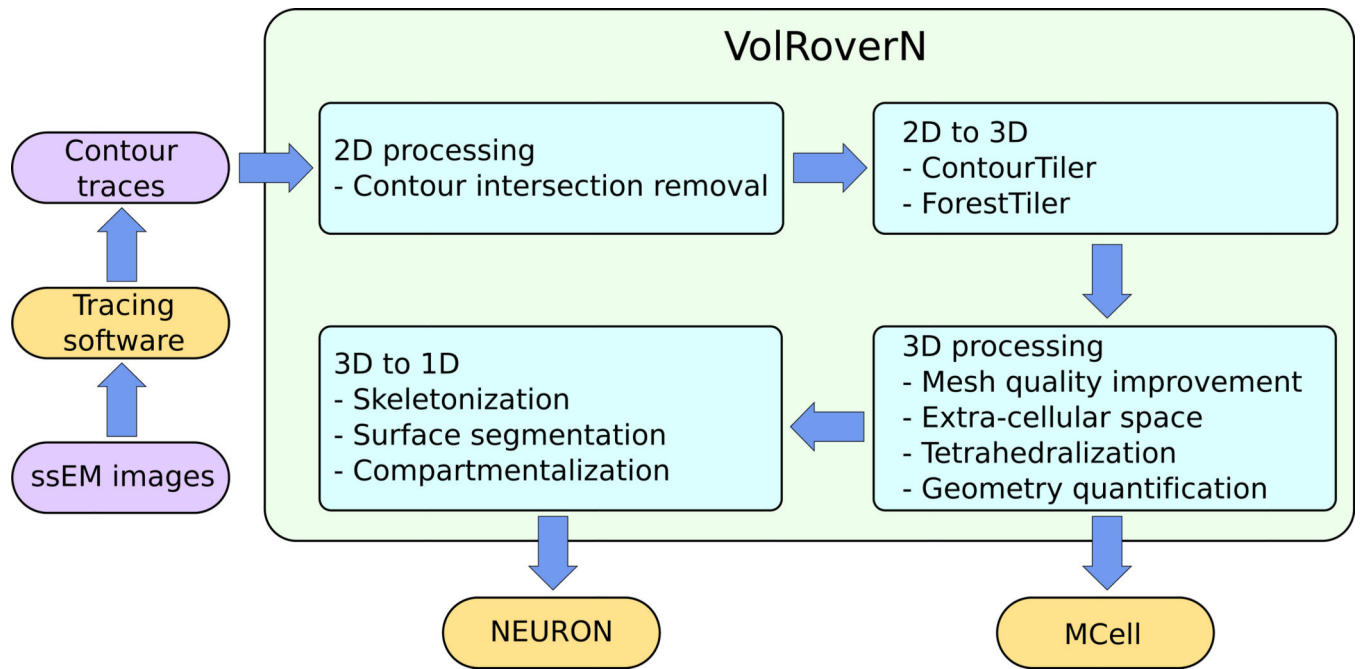 VolRoverN
Contour
traces
2D processing
- Contour intersection removal
2D to 3D
- ContourTiler
- ForestTiler
Tracing
software
3D to 1D
- Skeletonization
- Surface segmentation
- Compartmentalization
3D processing
- Mesh quality improvement
- Extra-cellular space
- Tetrahedralization
- Geometry quantification
ssEM images
NEURON
MCell